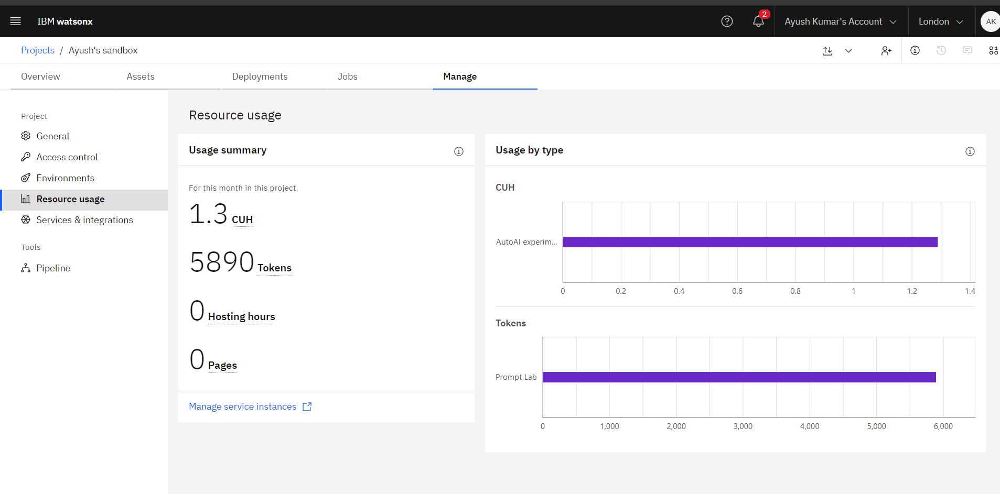 IBM watsonx
2
Ayush Kumar's Account
London
AK
Projects / Ayush's sandbox
Overview
Assets
Deployments
Jobs
Manage
Project
General
Access control
Environments
Resource usage
Services & integrations
Tools
Pipeline
Resource usage
Usage summary
For this month in this project
1.3 CUH
5890 Tokens
0 Hosting hours
0 Pages
Manage service instances
Usage by type
CUH
AutoAI experim...
0 0.2 0.4 0.6 0.8 1 1.2 1.4
Tokens
Prompt Lab
0 1,000 2,000 3,000 4,000 5,000 6,000